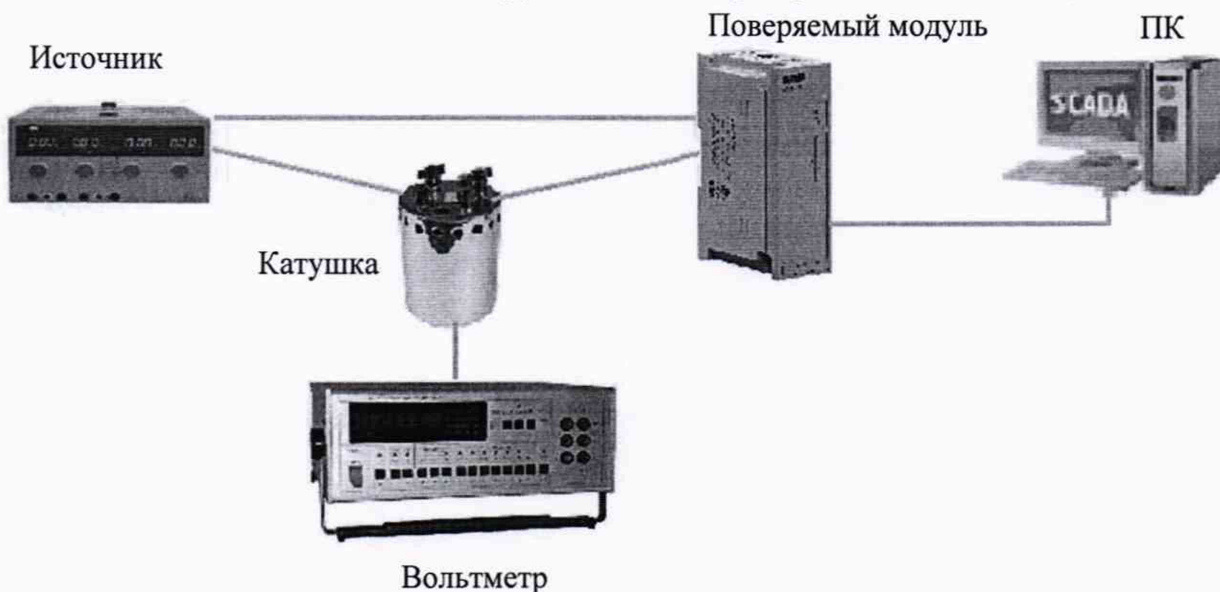 Поверяемый модуль
ПК
Источник
SCADA
Катушка
Вольтметр